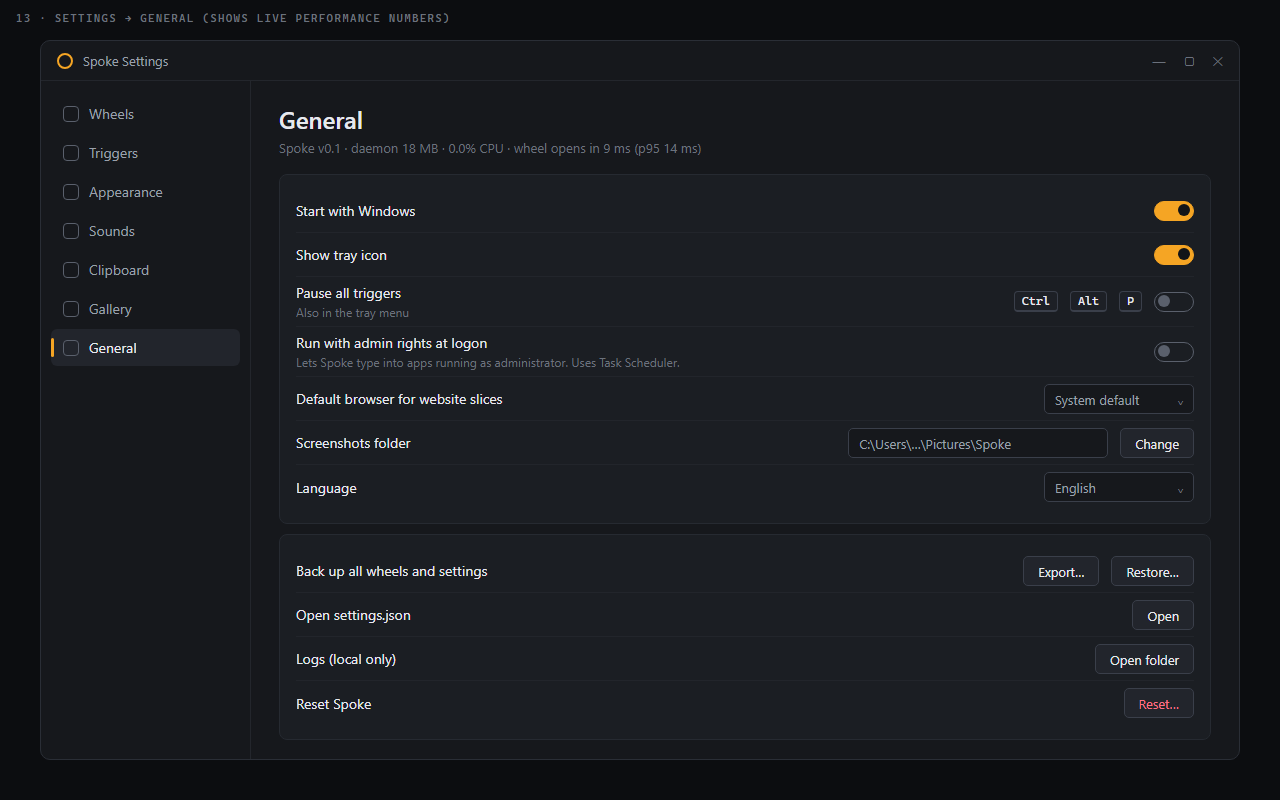 13 · SETTINGS → GENERAL (SHOWS LIVE PERFORMANCE NUMBERS)
Spoke Settings
Wheels
Triggers
Appearance
Sounds
Clipboard
Gallery
General
General
Spoke v0.1 · daemon 18 MB · 0.0% CPU · wheel opens in 9 ms (p95 14 ms)
Start with Windows
Show tray icon
Pause all triggers
Also in the tray menu
Ctrl Alt P
Run with admin rights at logon
Lets Spoke type into apps running as administrator. Uses Task Scheduler.
Default browser for website slices
System default
Screenshots folder
C:\Users\...\Pictures\Spoke
Change
Language
English
Back up all wheels and settings
Export... Restore...
Open settings.json
Open
Logs (local only)
Open folder
Reset Spoke
Reset...